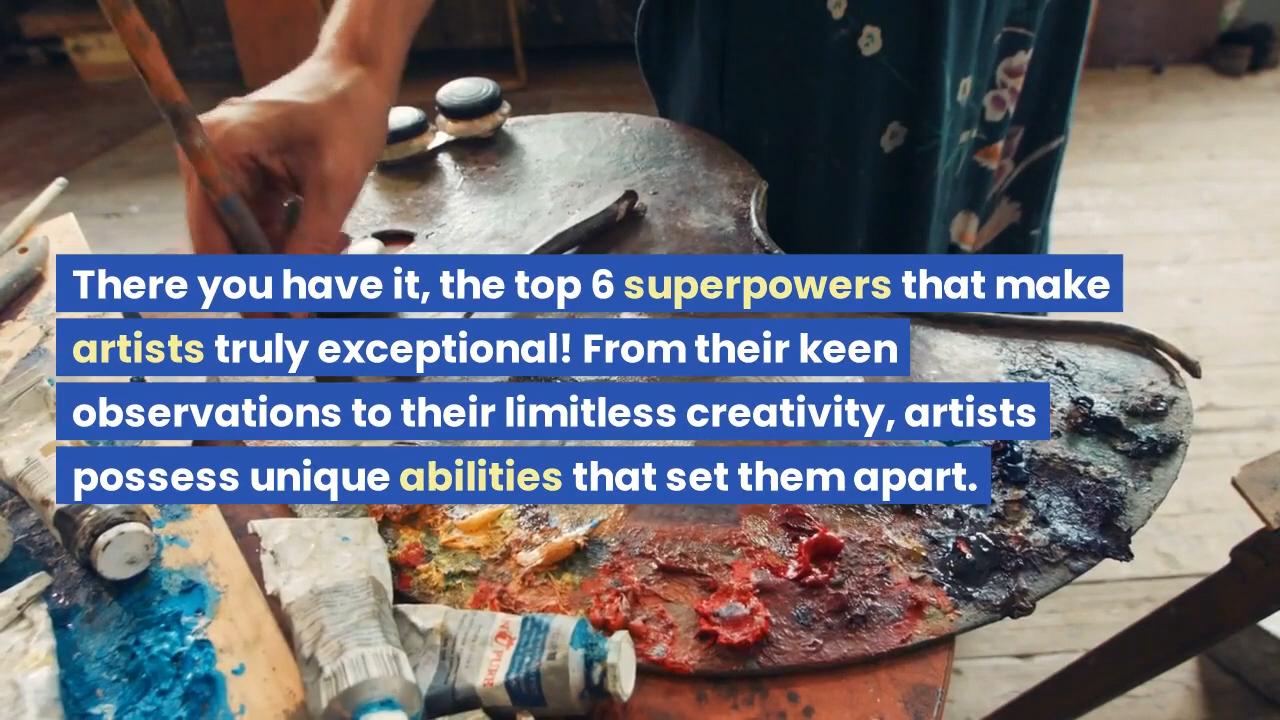 There you have it, the top 6 superpowers that make
artists truly exceptional! From their keen
observations to their limitless creativity, artists
possess unique abilities that set them apart.